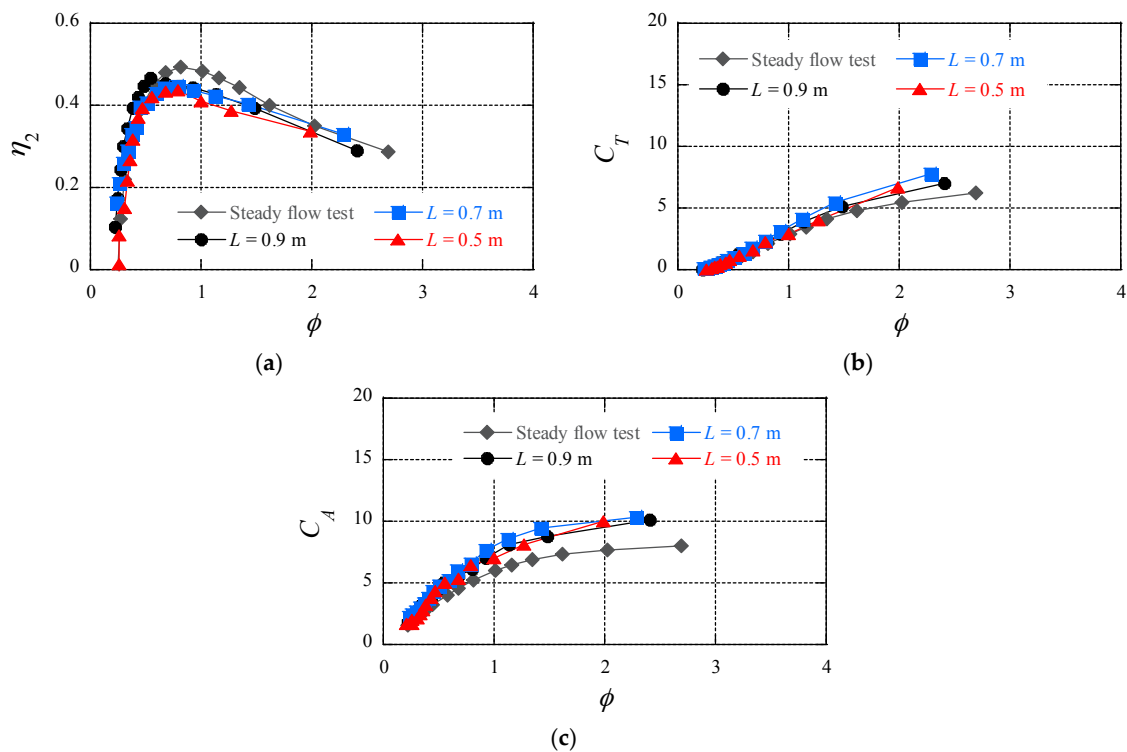 0.6
0.4
0.2
0
η2
Steady flow test
L = 0.7 m
L = 0.9 m
L = 0.5 m
0 1 2 3 4
ϕ
(a)
20
15
10
5
0
CT
Steady flow test
L = 0.7 m
L = 0.9 m
L = 0.5 m
0 1 2 3 4
ϕ
(b)
20
15
10
5
0
CA
Steady flow test
L = 0.7 m
L = 0.9 m
L = 0.5 m
0 1 2 3 4
ϕ
(c)